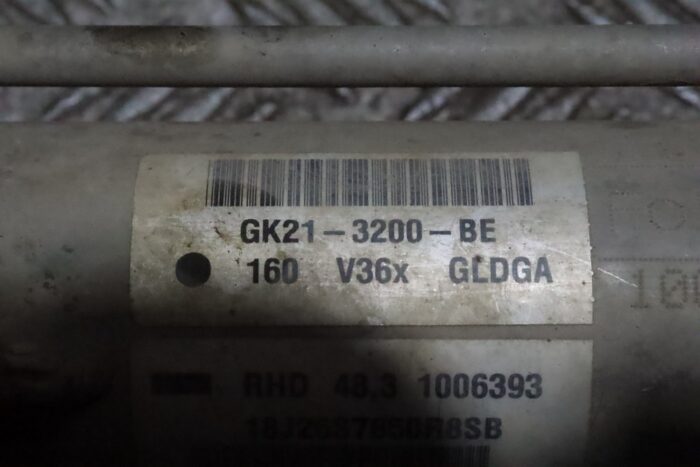 GK21-3200-BE
160 V36x GLDGA
RHD 48,3 1006393